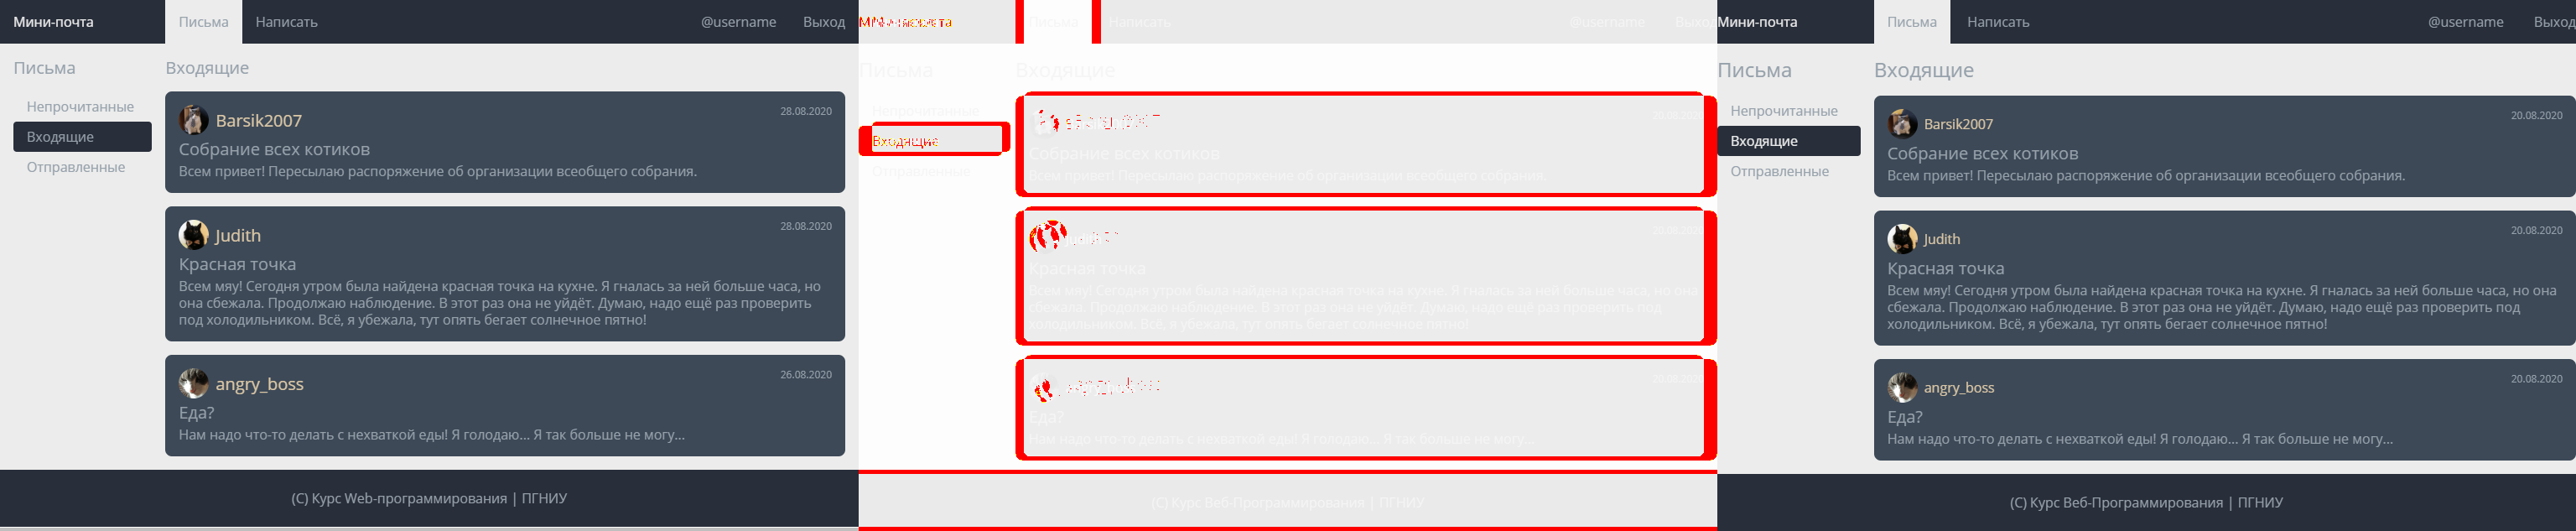 Мини-почта Письма Написать @username Выход
Письма
Непрочитанные
Входящие
Отправленные
Входящие
Barsik2007 28.08.2020
Собрание всех котиков
Всем привет! Пересылаю распоряжение об организации всеобщего собрания.
Judith 28.08.2020
Красная точка
Всем мяу! Сегодня утром была найдена красная точка на кухне. Я гналась за ней больше часа, но
она сбежала. Продолжаю наблюдение. В этот раз она не уйдёт. Думаю, надо ещё раз проверить
под холодильником. Всё, я убежала, тут опять бегает солнечное пятно!
angry_boss 26.08.2020
Еда?
Нам надо что-то делать с нехваткой еды! Я голодаю... Я так больше не могу...
(С) Курс Web-программирования | ПГНИУ
Письма Написать @username Выход
Письма
Непрочитанные
Входящие
Отправленные
Входящие
Собрание всех котиков
Всем привет! Пересылаю распоряжение об организации всеобщего собрания.
Красная точка
Всем мяу! Сегодня утром была найдена красная точка на кухне. Я гналась за ней больше часа, но она
сбежала. Продолжаю наблюдение. В этот раз она не уйдёт. Думаю, надо ещё раз проверить под
холодильником. Всё, я убежала, тут опять бегает солнечное пятно!
Еда?
Нам надо что-то делать с нехваткой еды! Я голодаю... Я так больше не могу...
(С) Курс Веб-Программирования | ПГНИУ
Мини-почта Письма Написать @username Выход
Письма
Непрочитанные
Входящие
Отправленные
Входящие
Barsik2007 20.08.2020
Собрание всех котиков
Всем привет! Пересылаю распоряжение об организации всеобщего собрания.
Judith 20.08.2020
Красная точка
Всем мяу! Сегодня утром была найдена красная точка на кухне. Я гналась за ней больше часа, но она
сбежала. Продолжаю наблюдение. В этот раз она не уйдёт. Думаю, надо ещё раз проверить под
холодильником. Всё, я убежала, тут опять бегает солнечное пятно!
angry_boss 20.08.2020
Еда?
Нам надо что-то делать с нехваткой еды! Я голодаю... Я так больше не могу...
(С) Курс Веб-Программирования | ПГНИУ